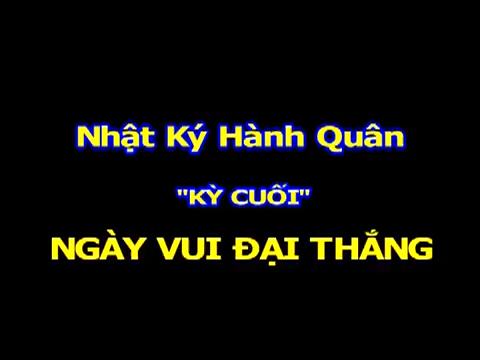 Nhật Ký Hành Quân
"KỲ CUỐI"
NGÀY VUI ĐẠI THẮNG